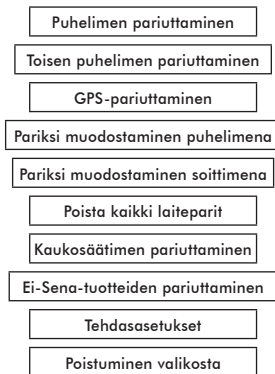 Puhelimen pariuttaminen
Toisen puhelimen pariuttaminen
GPS-pariuttaminen
Pariksi muodostaminen puhelimena
Pariksi muodostaminen soittimena
Poista kaikki laiteparit
Kaukosäätimen pariuttaminen
Ei-Sena-tuotteiden pariuttaminen
Tehdasasetukset
Poistuminen valikosta